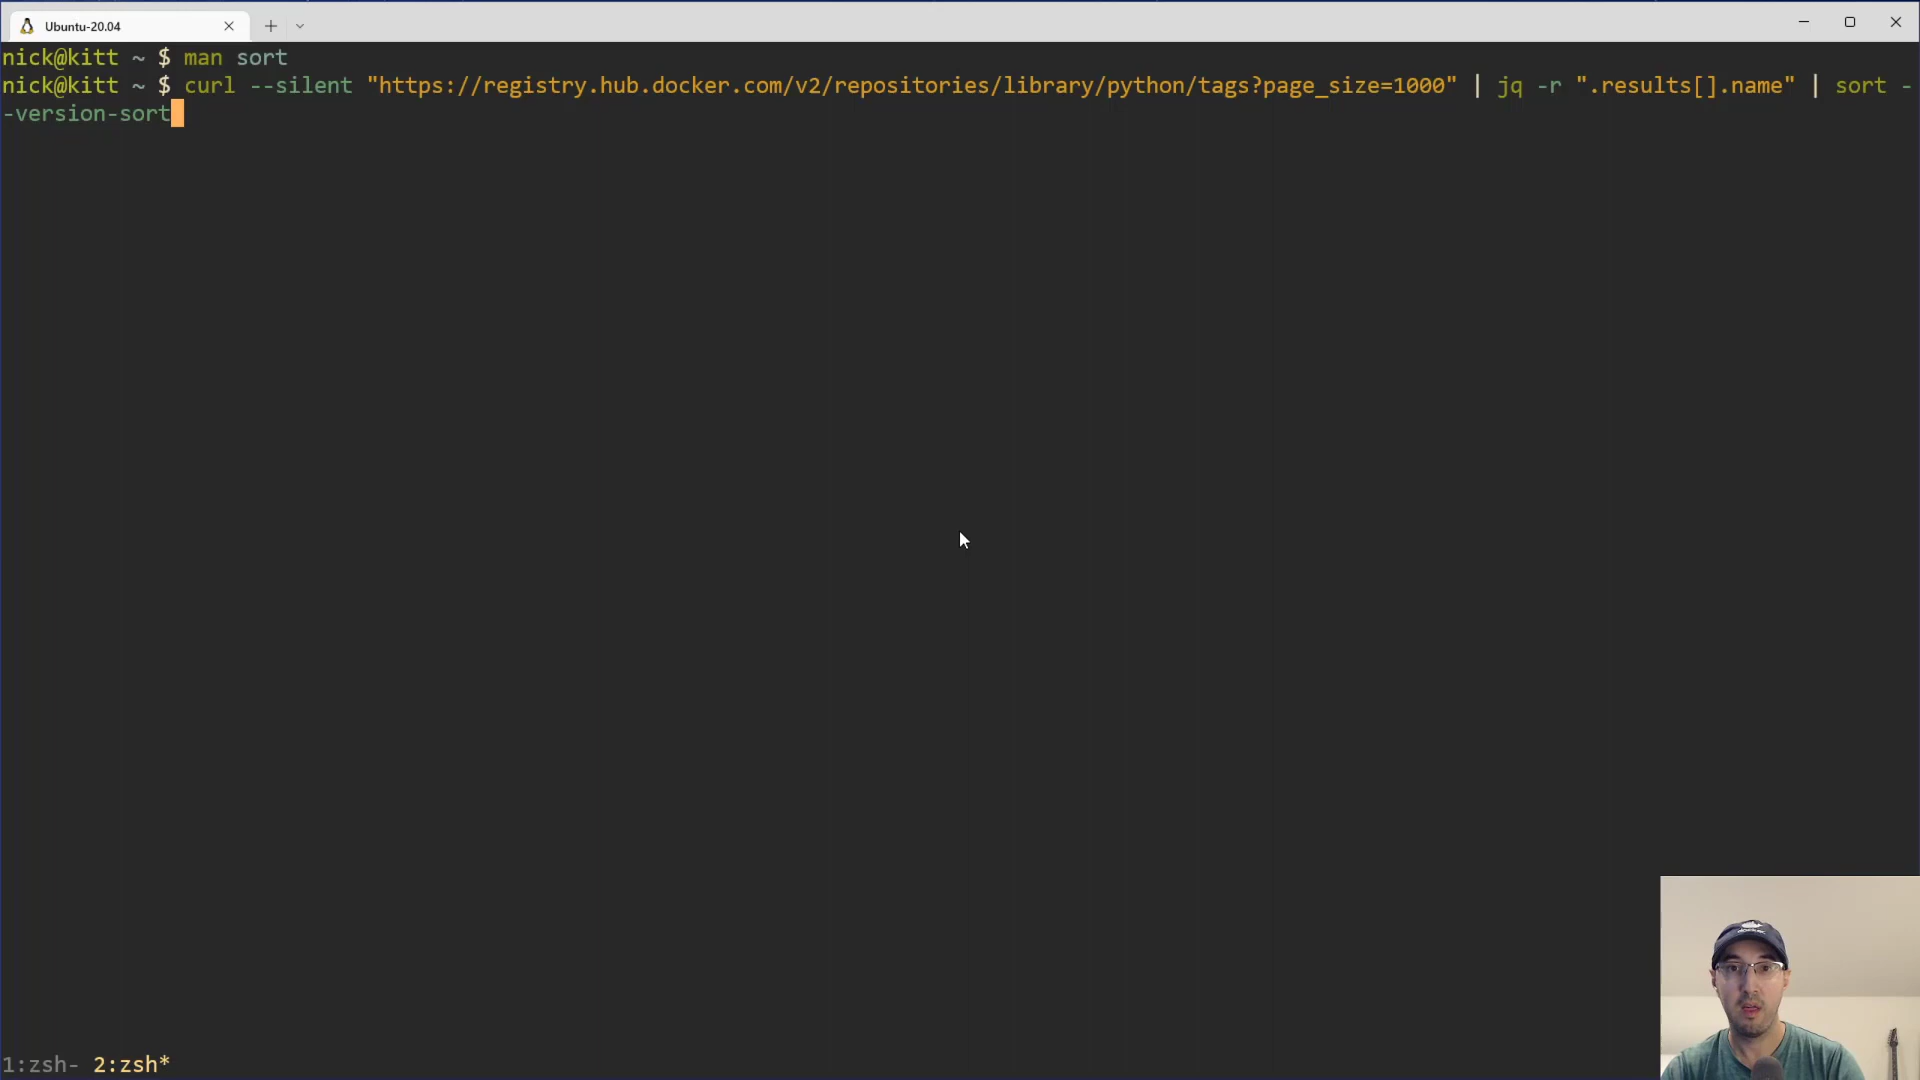 Ubuntu-20.04
nick@kitt ~ $ man sort
nick@kitt ~ $ curl --silent "https://registry.hub.docker.com/v2/repositories/library/python/tags?page_size=1000" | jq -r ".results[].name" | sort -
-version-sort
docker
1:zsh- 2:zsh*